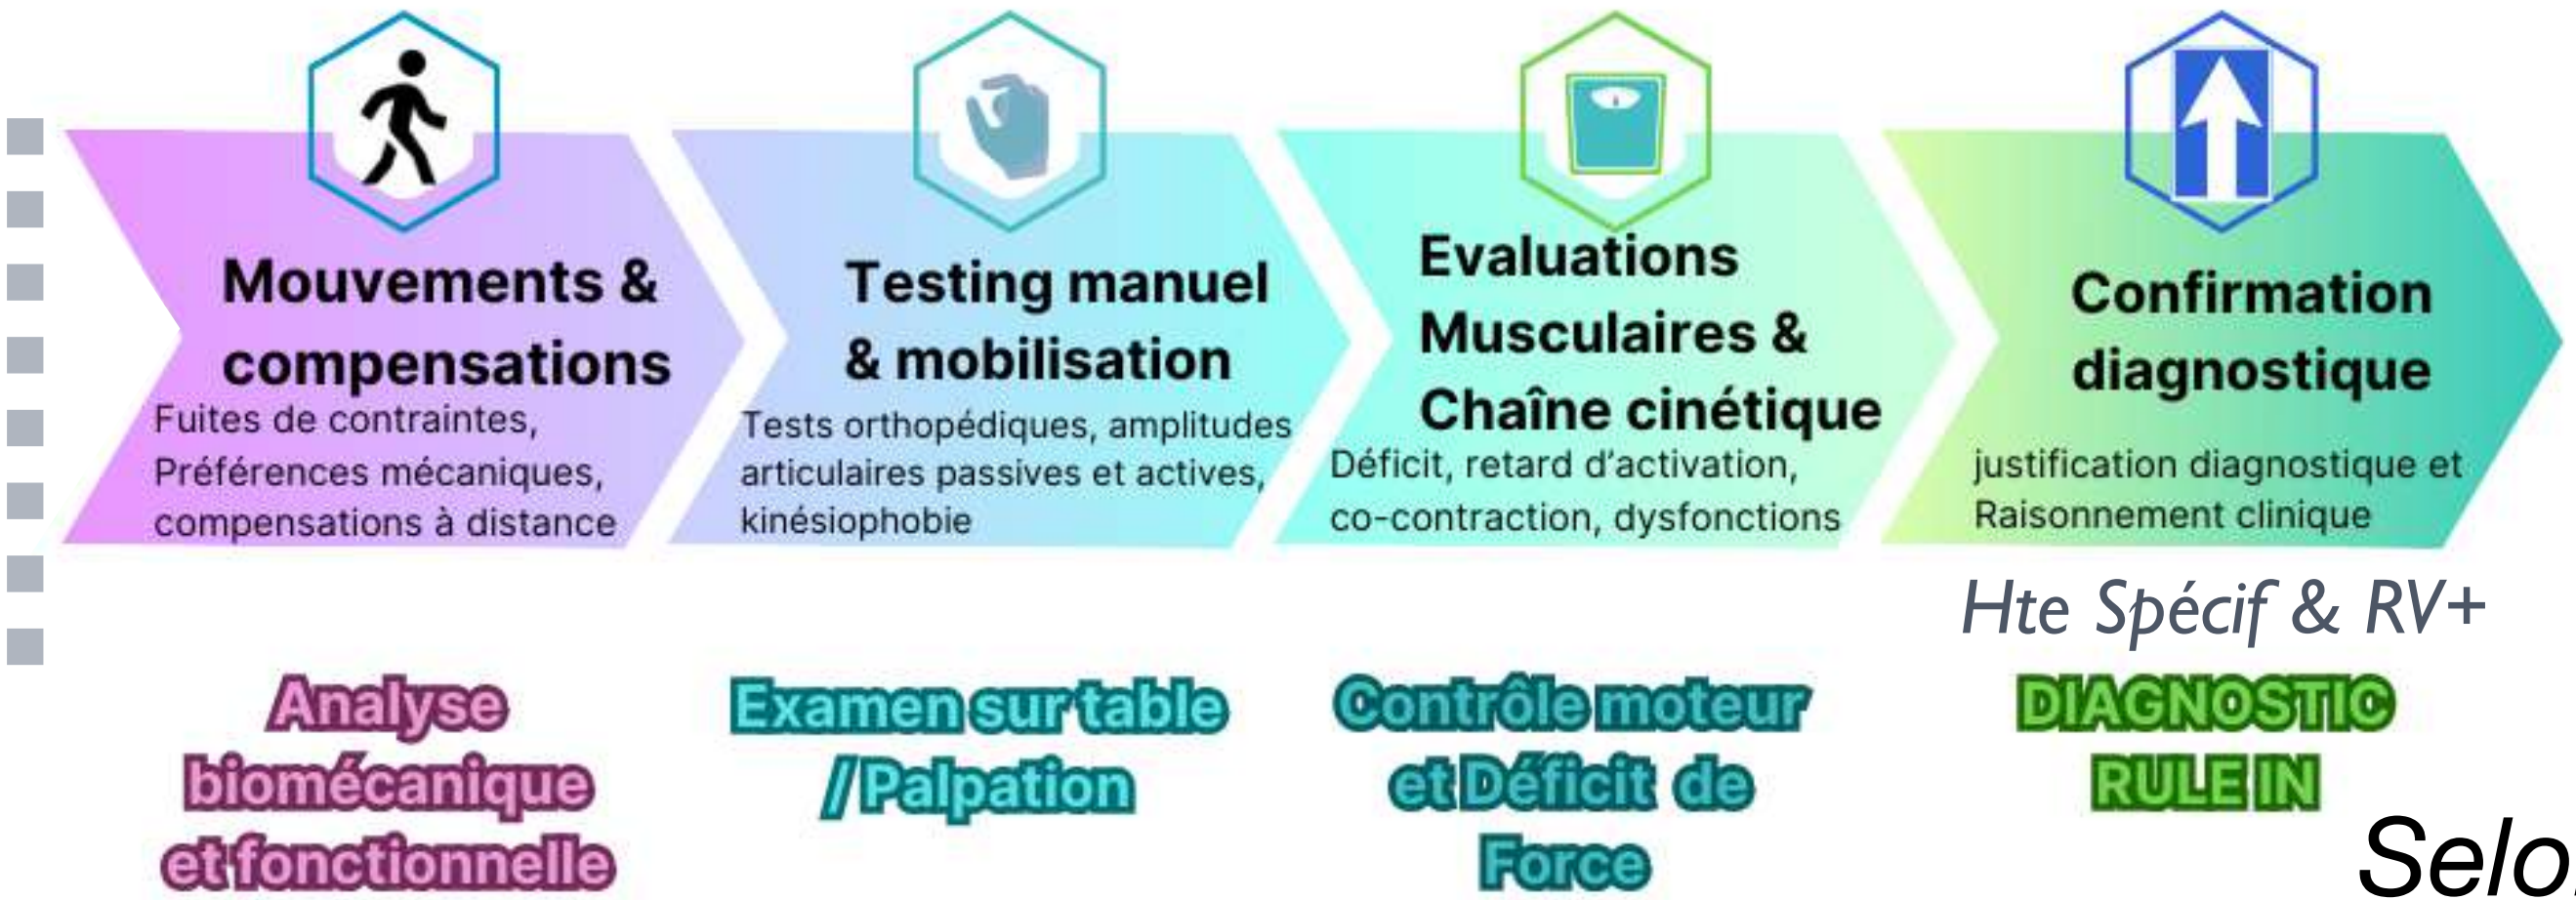 Mouvements &
compensations
Fuites de contraintes,
Préférences mécaniques,
compensations à distance
Testing manuel
& mobilisation
Tests orthopédiques, amplitudes
articulaires passives et actives,
kinésiophobie
Evaluations
Musculaires &
Chaîne cinétique
Déficit, retard d'activation,
co-contraction, dysfonctions
Confirmation
diagnostique
justification diagnostique et
Raisonnement clinique
Hte Spécif & RV+
Analyse
biomécanique
et fonctionnelle
Examen sur table
/ Palpation
Contrôle moteur
et Déficit de
Force
DIAGNOSTIC
RULE IN